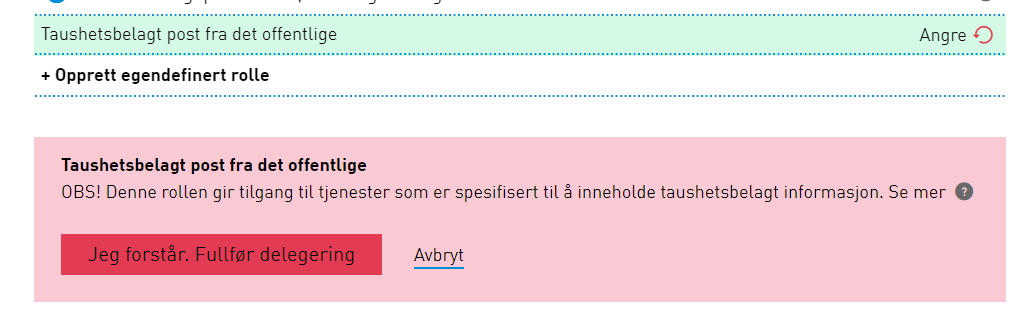 Taushetsbelagt post fra det offentlige
Angre
+ Opprett egendefinert rolle
Taushetsbelagt post fra det offentlige
OBS! Denne rollen gir tilgang til tjenester som er spesifisert til å inneholde taushetsbelagt informasjon. Se mer ?
Jeg forstår. Fullfør delegering
Avbryt